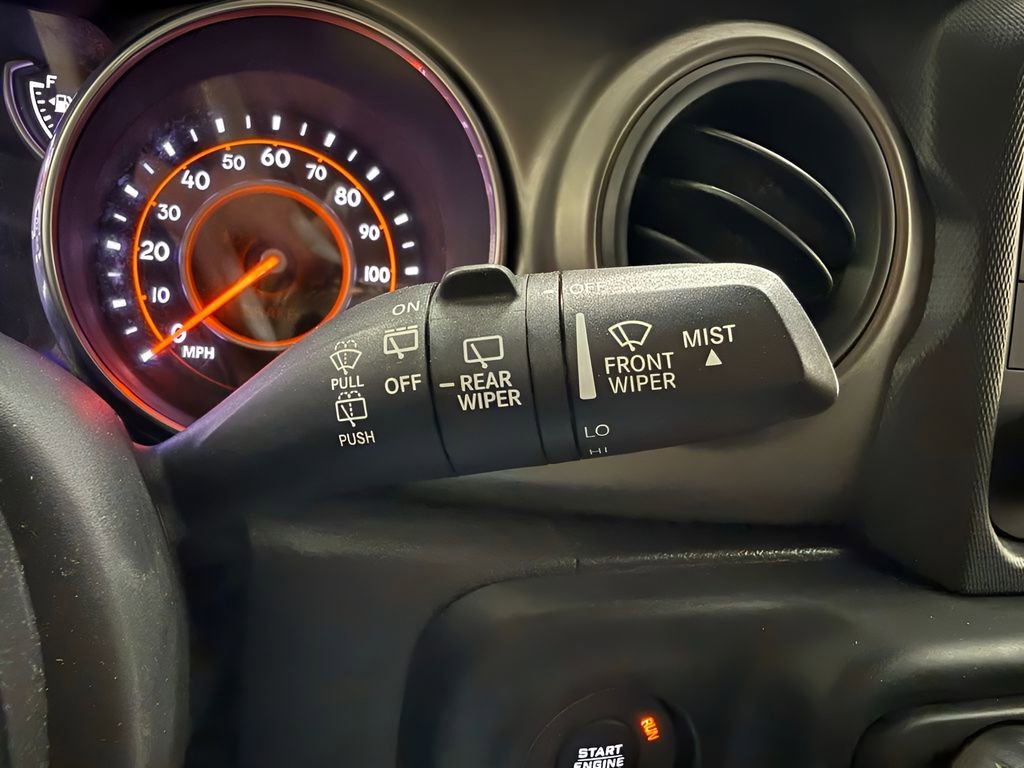 F
60
50
70
40
80
30
90
20
100
10
0
MPH
ON
OFF
PULL
PUSH
- REAR
WIPER
- OFF
FRONT
WIPER
MIST
LO
HI
RUN
START
ENGINE